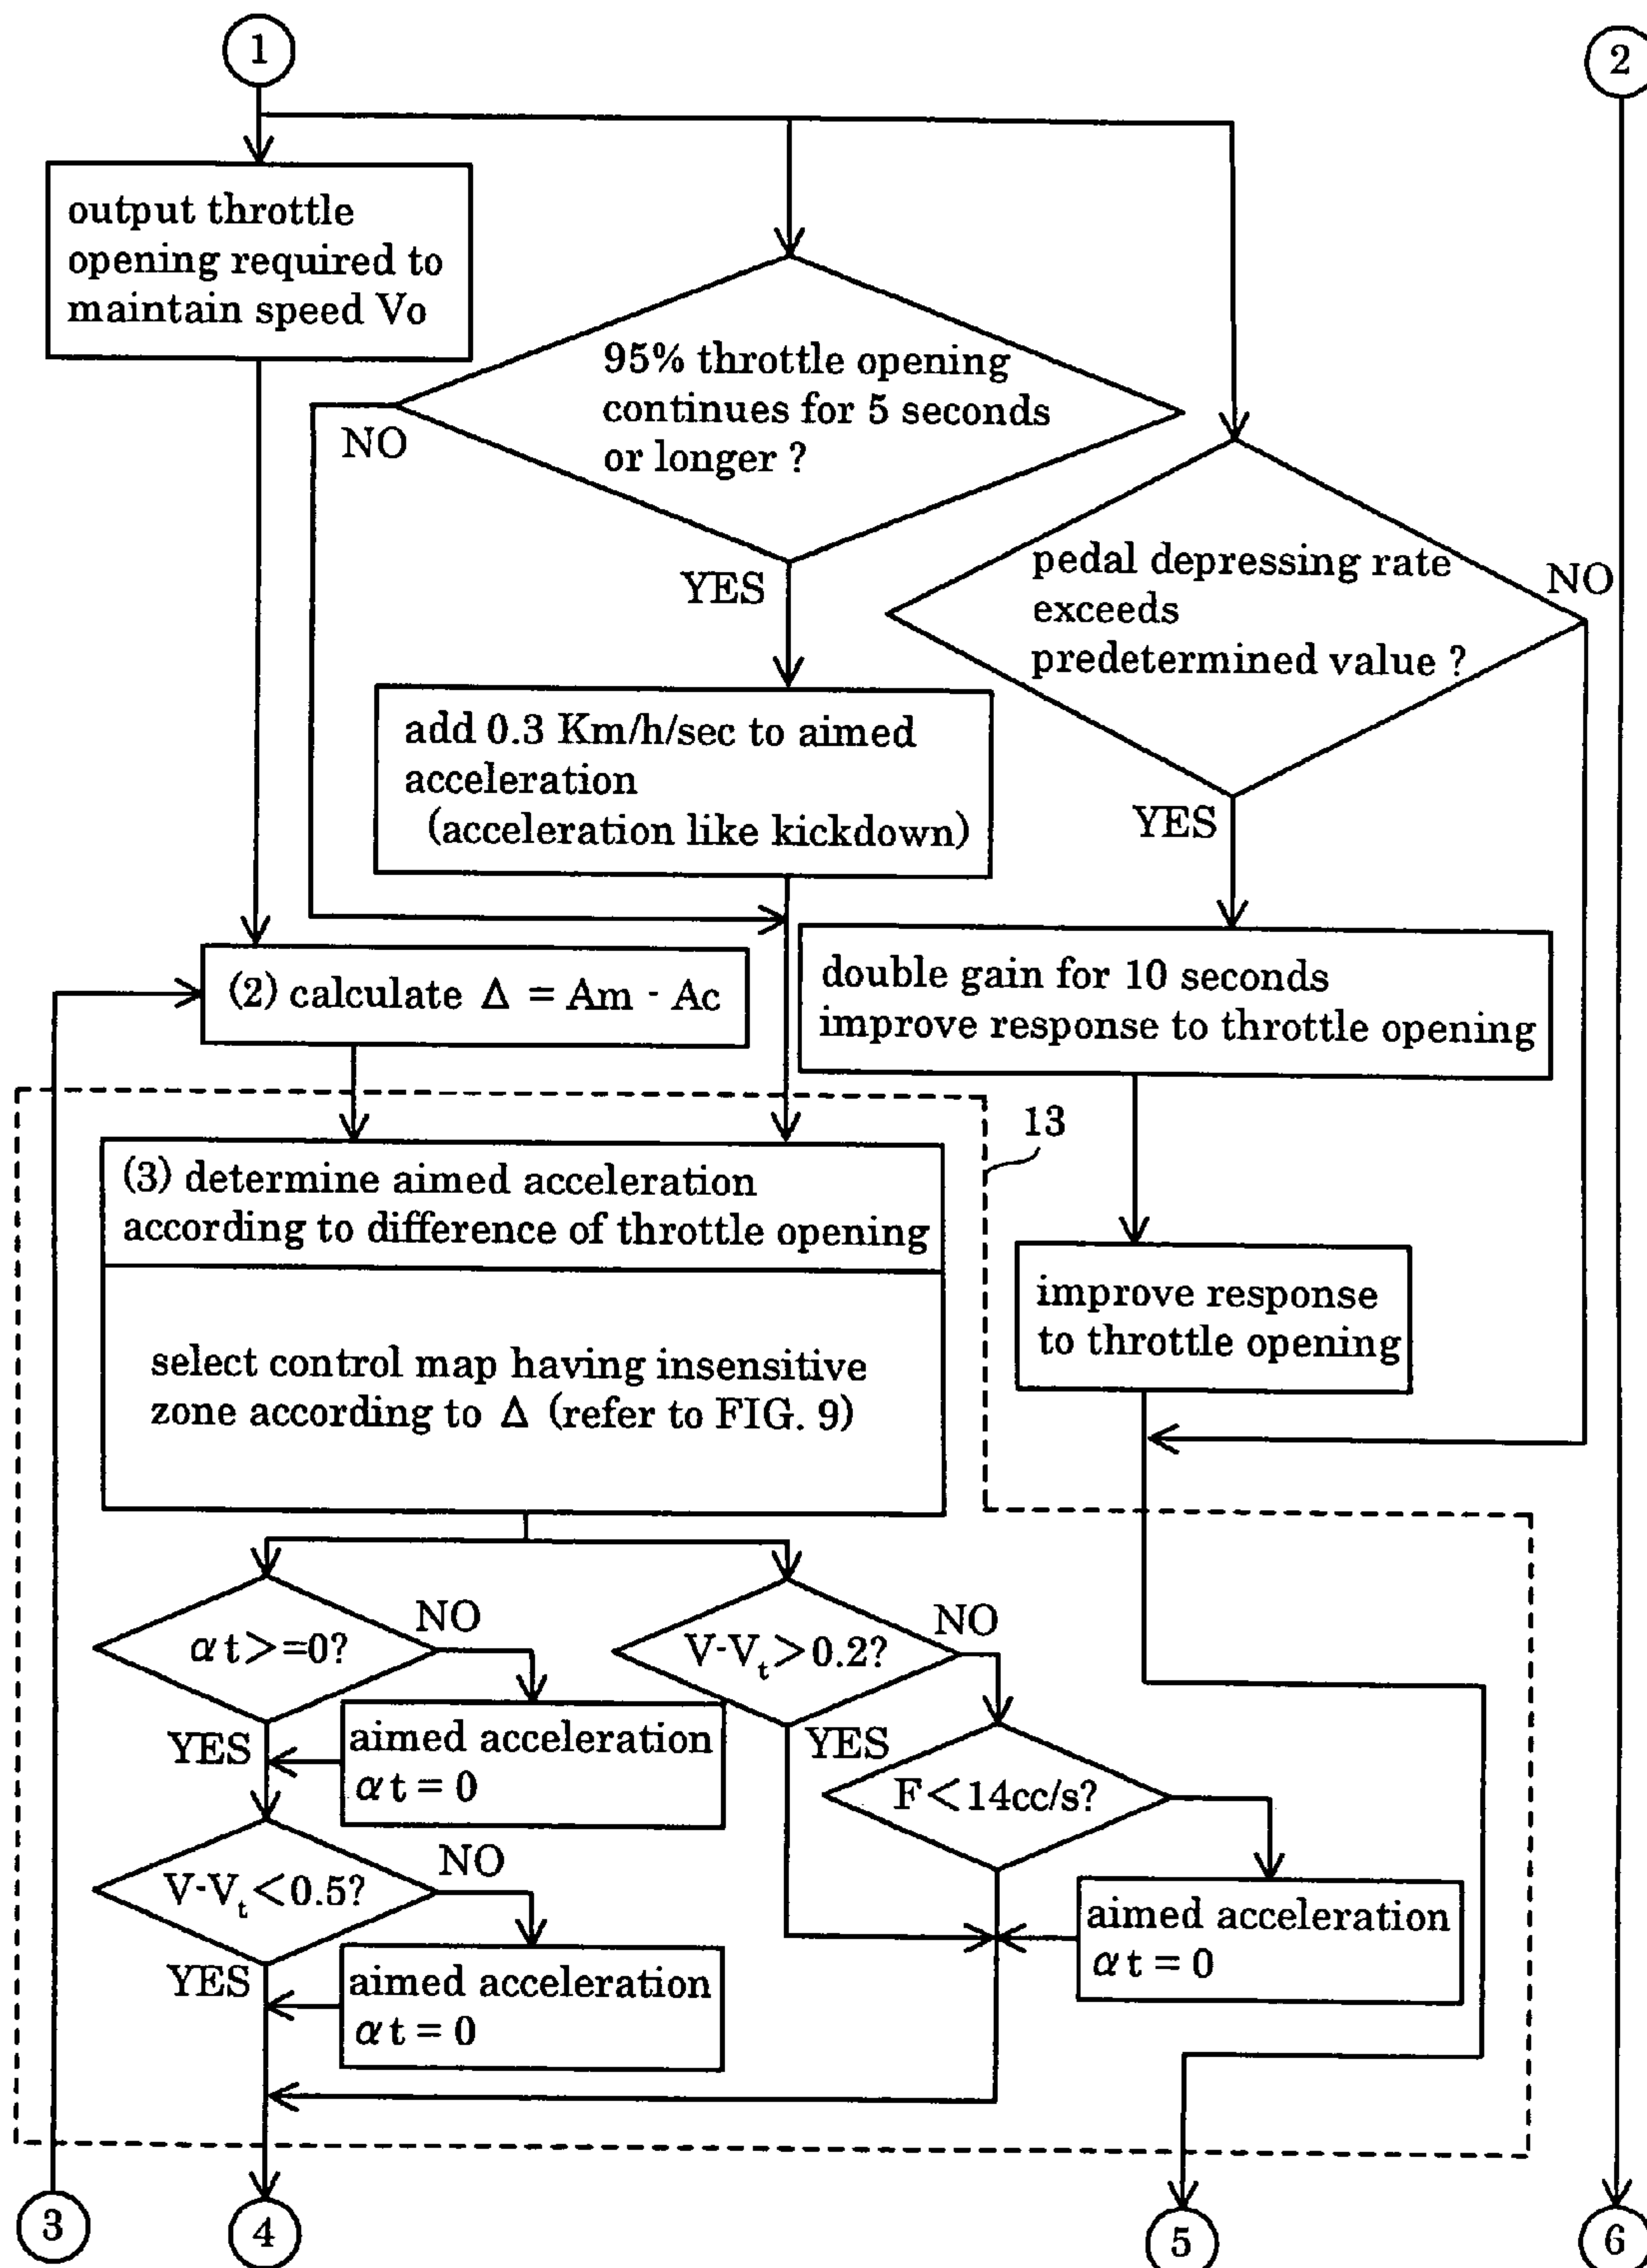 1
2
output throttle
opening required to
maintain speed Vo
95% throttle opening
continues for 5 seconds
or longer ?
NO
YES
pedal depressing rate
exceeds
predetermined value ?
NO
YES
add 0.3 Km/h/sec to aimed
acceleration
(acceleration like kickdown)
(2) calculate Δ = Am - Ac
double gain for 10 seconds
improve response to throttle opening
13
(3) determine aimed acceleration
according to difference of throttle opening
select control map having insensitive
zone according to Δ (refer to FIG. 9)
improve response
to throttle opening
αt>=0?
NO
YES
aimed acceleration
αt = 0
V-Vt>0.2?
NO
YES
F<14cc/s?
V-Vt<0.5?
NO
YES
aimed acceleration
αt = 0
aimed acceleration
αt = 0
3
4
5
6